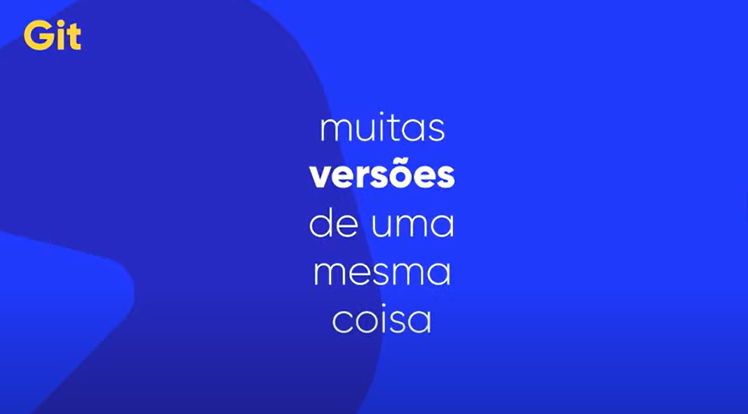 Git
muitas
versões
de uma
mesma
coisa